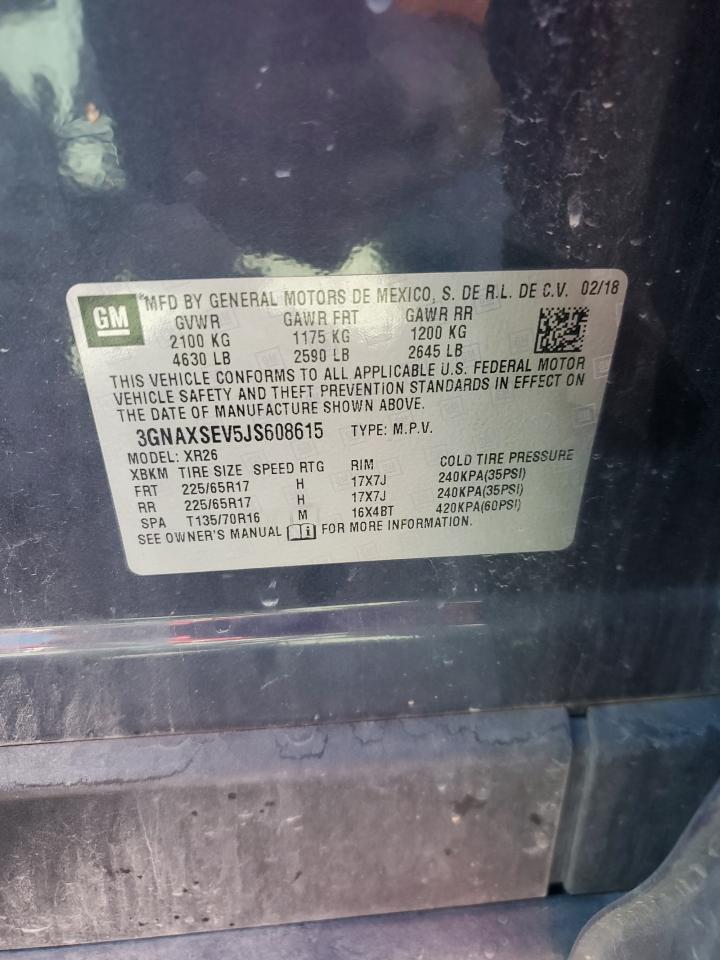 GM
MFD BY GENERAL MOTORS DE MEXICO, S. DE R.L. DE C.V. 02/18
GVWR GAWR FRT GAWR RR
2100 KG 1175 KG 1200 KG
4630 LB 2590 LB 2645 LB
THIS VEHICLE CONFORMS TO ALL APPLICABLE U.S. FEDERAL MOTOR
VEHICLE SAFETY AND THEFT PREVENTION STANDARDS IN EFFECT ON
THE DATE OF MANUFACTURE SHOWN ABOVE.
3GNAXSEV5JS608615 TYPE: M.P.V.
MODEL: XR26
XBKM TIRE SIZE SPEED RTG RIM COLD TIRE PRESSURE
FRT 225/65R17 H 17X7J 240KPA(35PSI)
RR 225/65R17 H 17X7J 240KPA(35PSI)
SPA T135/70R16 M 16X4BT 420KPA(60PSI)
SEE OWNER'S MANUAL FOR MORE INFORMATION.